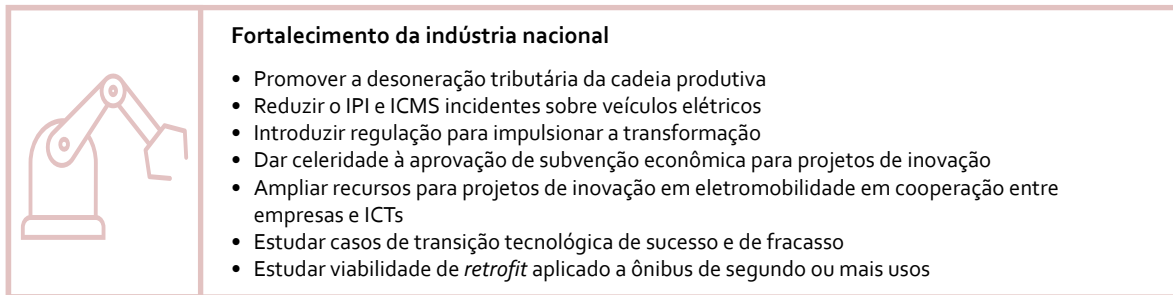 Fortalecimento da indústria nacional
• Promover a desoneração tributária da cadeia produtiva
• Reduzir o IPI e ICMS incidentes sobre veículos elétricos
• Introduzir regulação para impulsionar a transformação
• Dar celeridade à aprovação de subvenção econômica para projetos de inovação
• Ampliar recursos para projetos de inovação em eletromobilidade em cooperação entre
empresas e ICTs
• Estudar casos de transição tecnológica de sucesso e de fracasso
• Estudar viabilidade de retrofit aplicado a ônibus de segundo ou mais usos